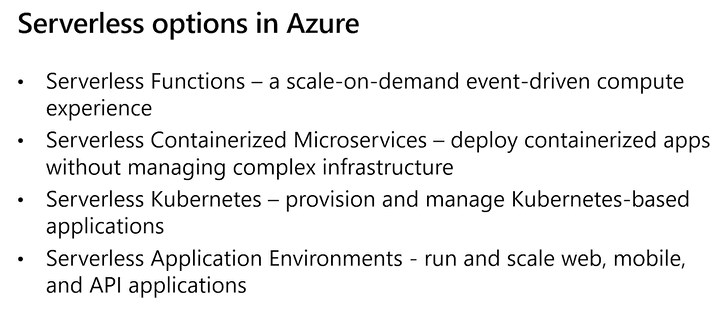 Serverless options in Azure
• Serverless Functions – a scale-on-demand event-driven compute
experience
• Serverless Containerized Microservices – deploy containerized apps
without managing complex infrastructure
• Serverless Kubernetes – provision and manage Kubernetes-based
applications
• Serverless Application Environments - run and scale web, mobile,
and API applications